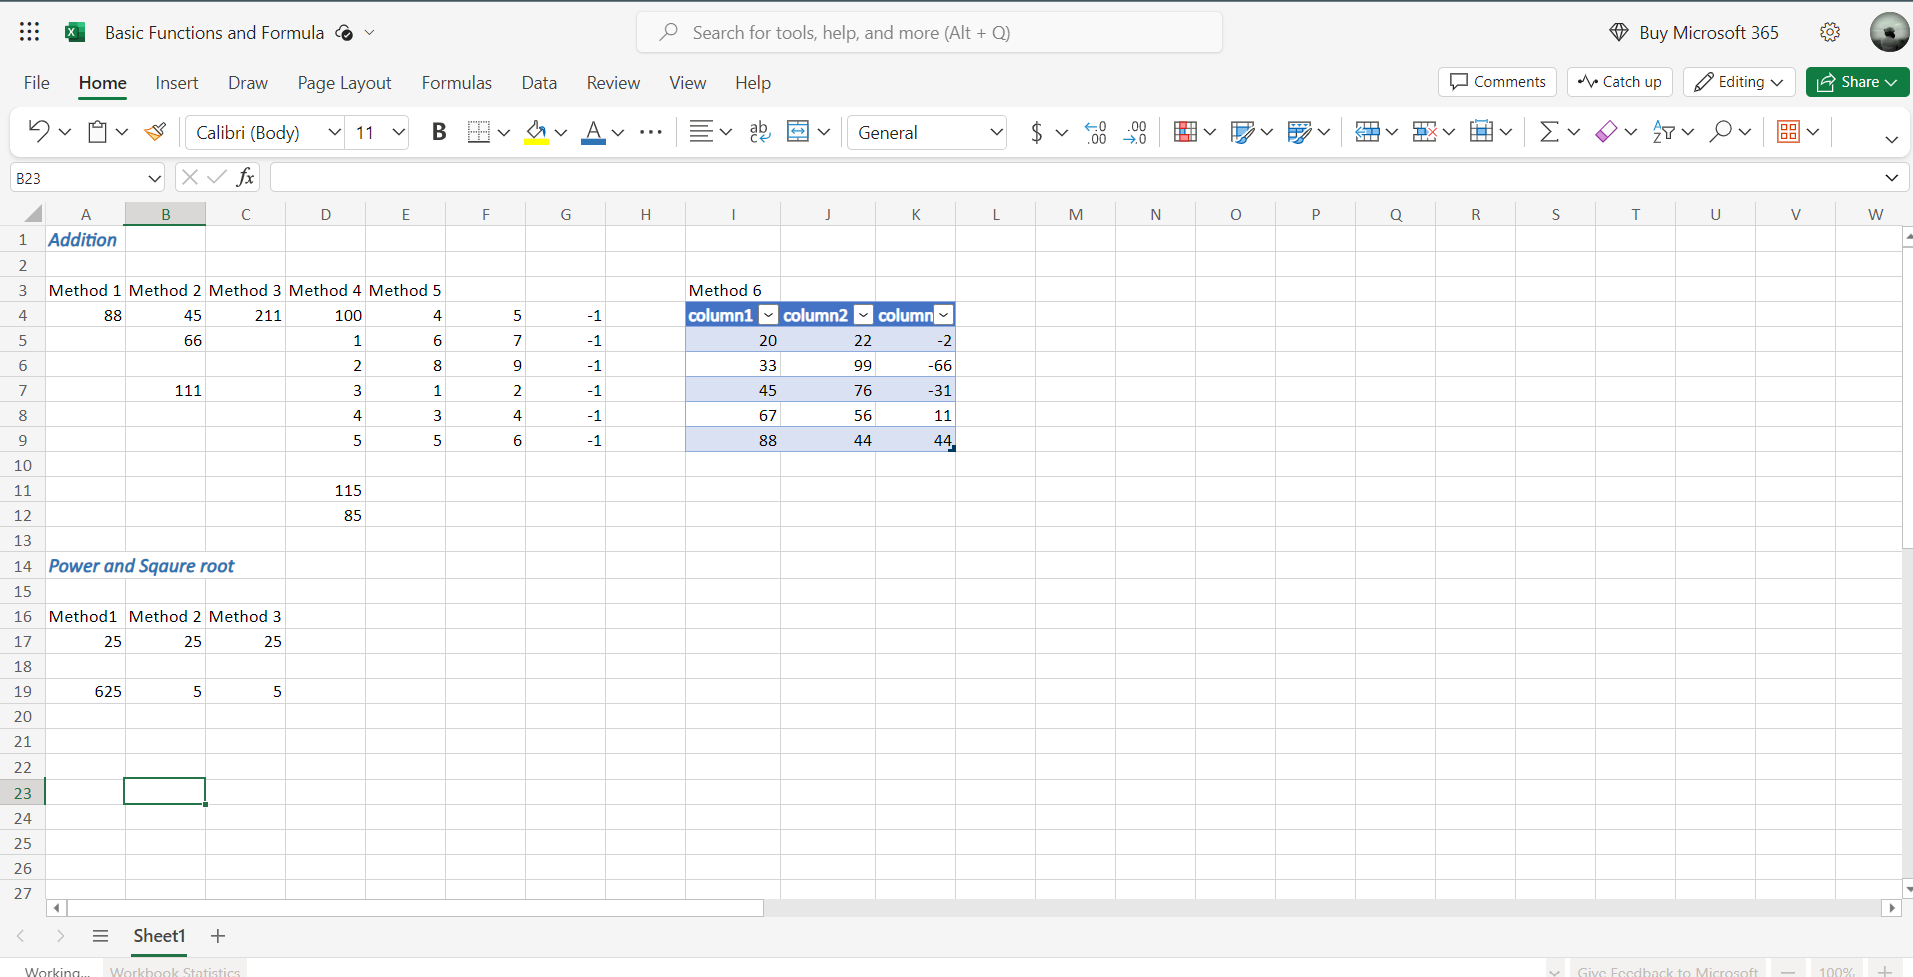 Basic Functions and Formula
Search for tools, help, and more (Alt + Q)
Buy Microsoft 365
File Home Insert Draw Page Layout Formulas Data Review View Help
Comments Catch up Editing Share
Calibri (Body) 11 B A ab General $
B23 fx
A B C D E F G H I J K L M N O P Q R S T U V W
1 Addition
2
3 Method 1 Method 2 Method 3 Method 4 Method 5 Method 6
4 88 45 211 100 4 5 -1 column1 column2 column
5 66 1 6 7 -1 20 22 -2
6 2 8 9 -1 33 99 -66
7 111 3 1 2 -1 45 76 -31
8 4 3 4 -1 67 56 11
9 5 5 6 -1 88 44 44
10
11 115
12 85
13
14 Power and Sqaure root
15
16 Method1 Method 2 Method 3
17 25 25 25
18
19 625 5 5
20
21
22
23
24
25
26
27
Sheet1
Working... Workbook Statistics Give Feedback to Microsoft 100%